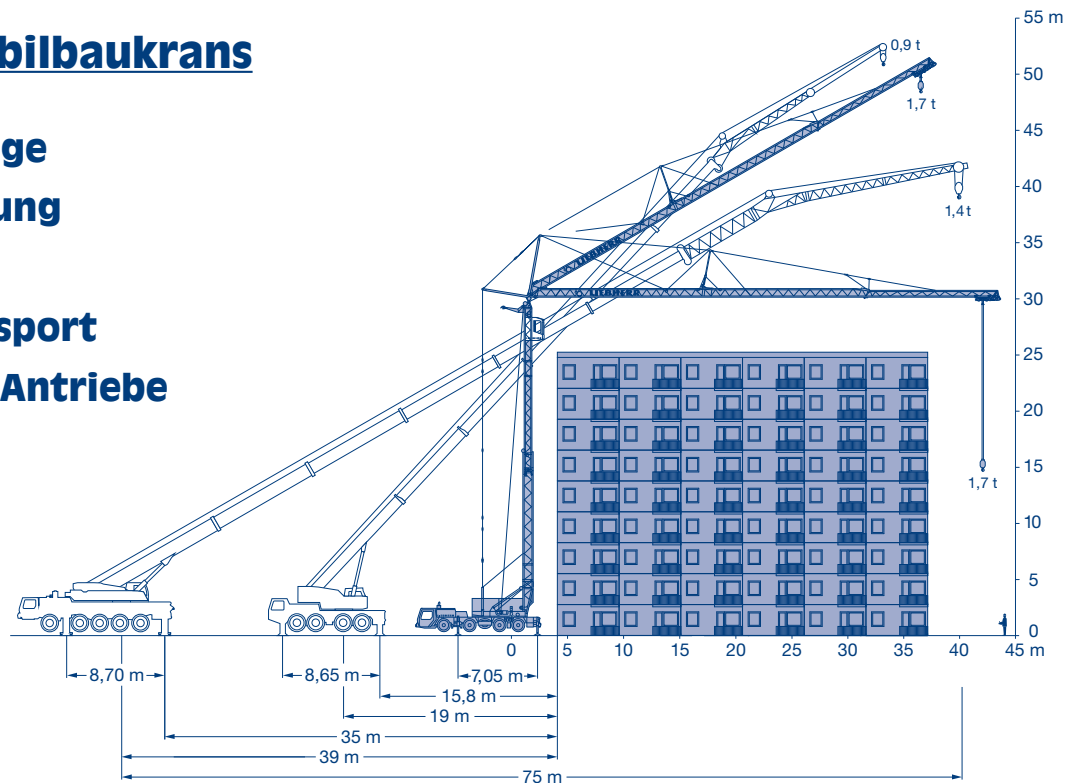 bilbaukrans
ge
ung
sport
Antriebe
55 m
50
45
40
35
30
25
20
15
10
5
0
0,9 t
1,7 t
1,4 t
LIEBHERR
LIEBHERR
1,7 t
0 5 10 15 20 25 30 35 40 45 m
8,70 m
8,65 m
7,05 m
15,8 m
19 m
35 m
39 m
75 m